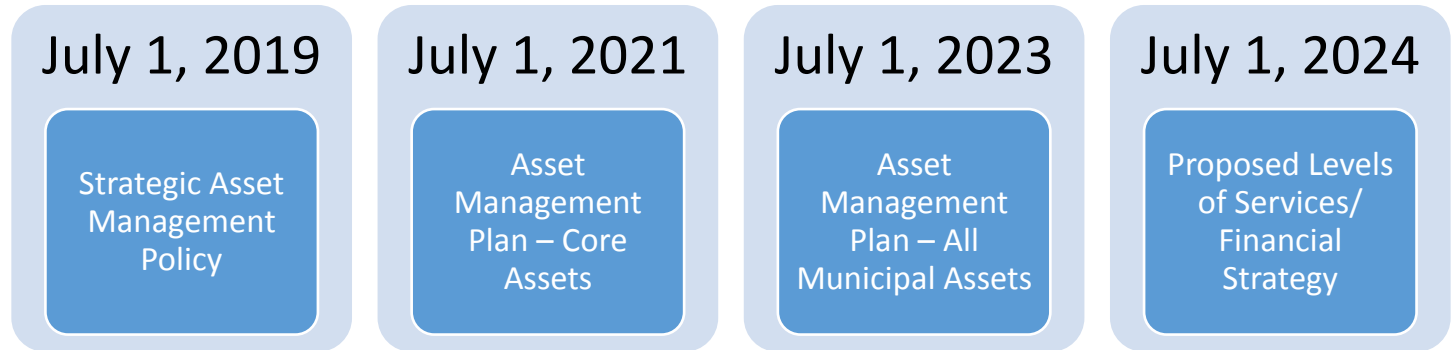 July 1, 2019
Strategic Asset
Management
Policy
July 1, 2021
Asset
Management
Plan – Core
Assets
July 1, 2023
Asset
Management
Plan – All
Municipal Assets
July 1, 2024
Proposed Levels
of Services/
Financial
Strategy